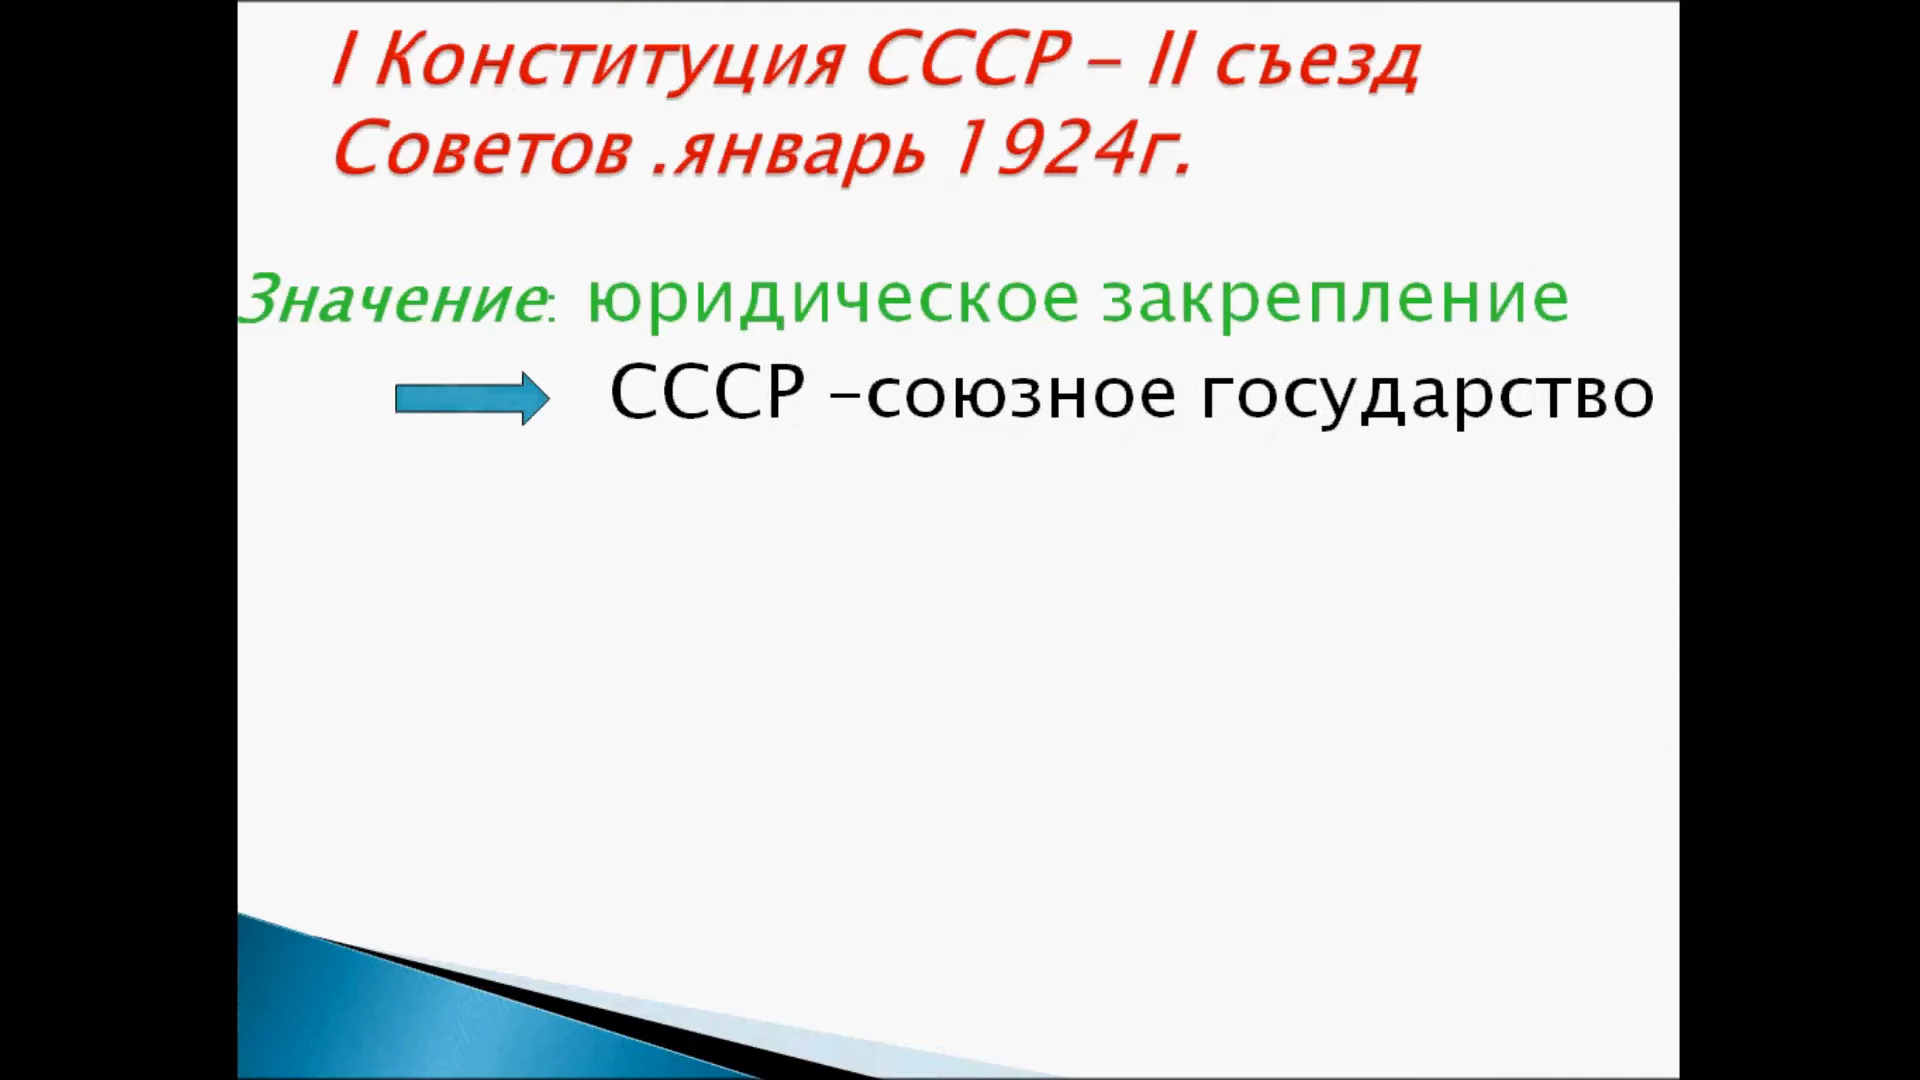 I Конституция СССР – II съезд
Советов .январь 1924г.
Значение: юридическое закрепление
СССР –союзное государство